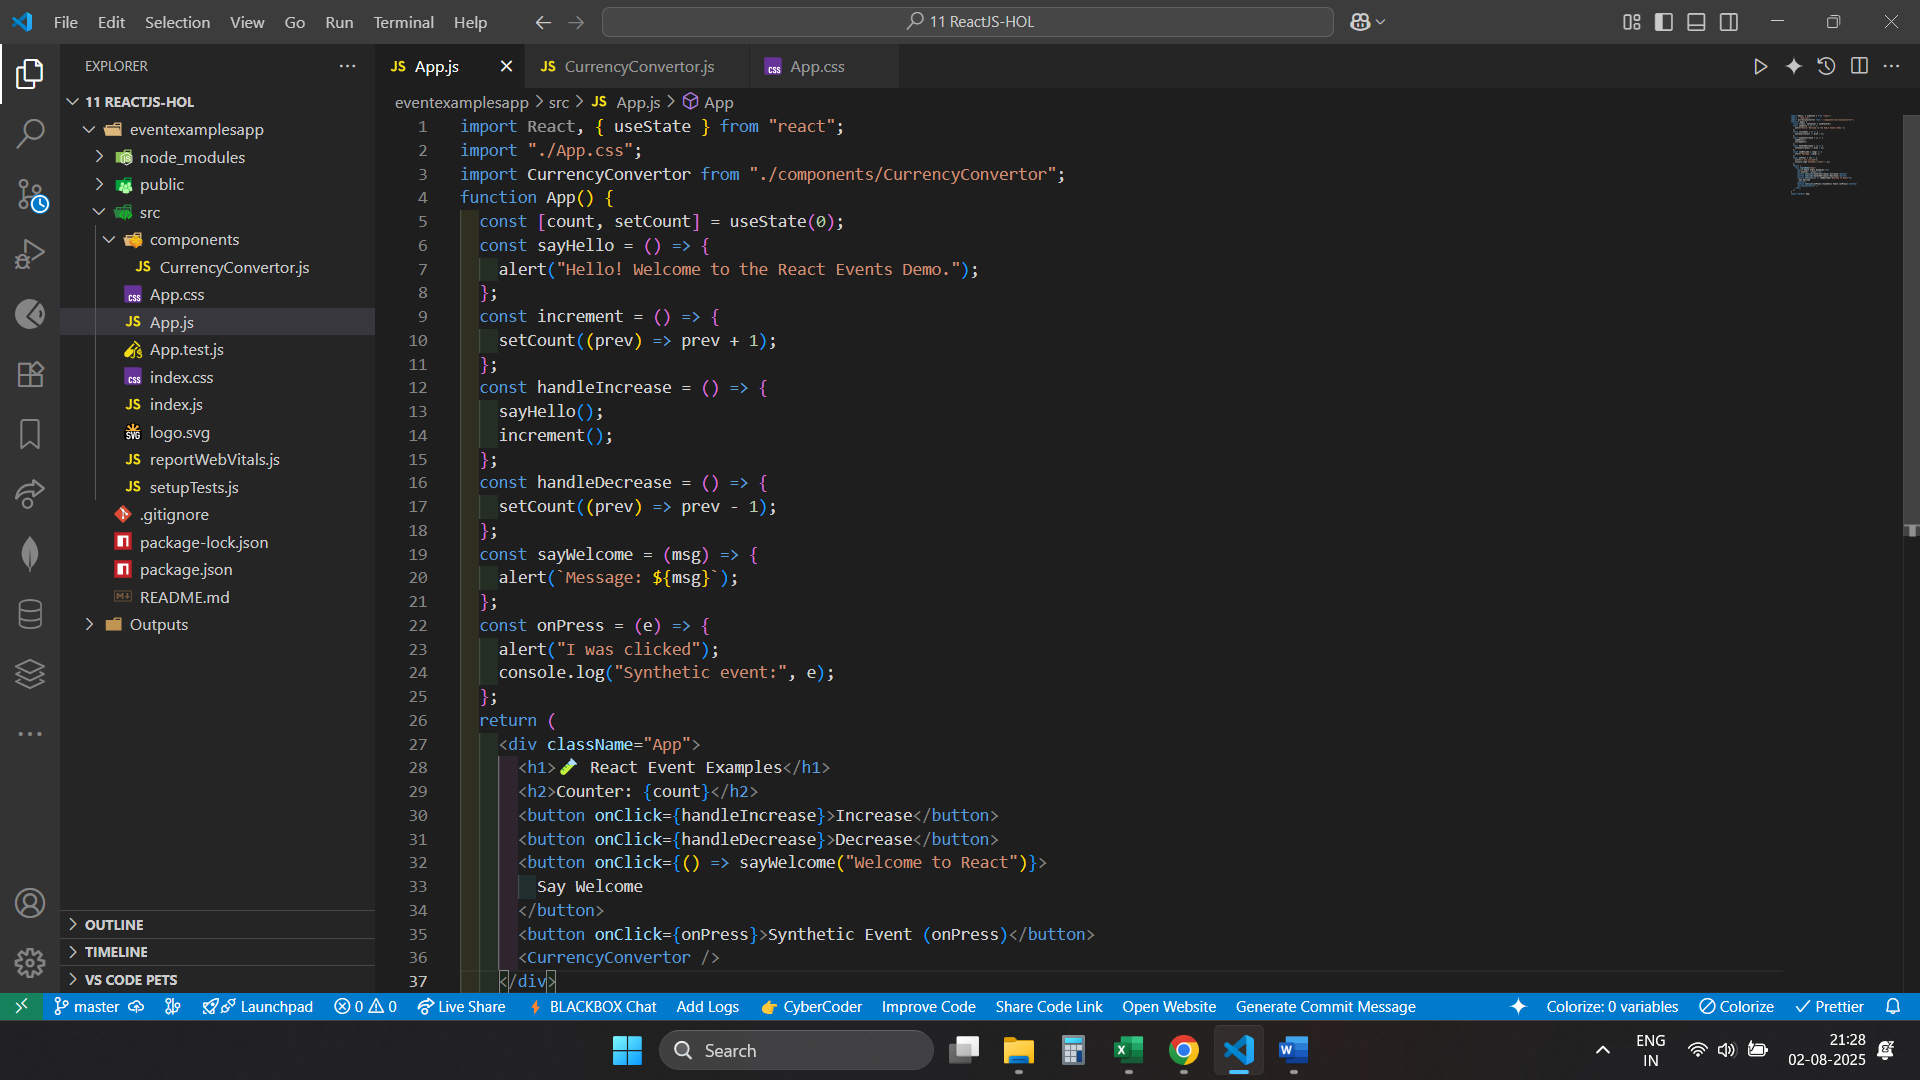 File Edit Selection View Go Run Terminal Help
11 ReactJS-HOL
EXPLORER
11 REACTJS-HOL
eventexamplesapp
node_modules
public
src
components
JS CurrencyConvertor.js
css App.css
JS App.js
App.test.js
css index.css
JS index.js
SVG logo.svg
JS reportWebVitals.js
JS setupTests.js
.gitignore
package-lock.json
package.json
README.md
Outputs
OUTLINE
TIMELINE
VS CODE PETS
JS App.js
JS CurrencyConvertor.js
css App.css
eventexamplesapp > src > JS App.js > App
1 import React, { useState } from "react";
2 import "./App.css";
3 import CurrencyConvertor from "./components/CurrencyConvertor";
4 function App() {
5 const [count, setCount] = useState(0);
6 const sayHello = () => {
7 alert("Hello! Welcome to the React Events Demo.");
8 };
9 const increment = () => {
10 setCount((prev) => prev + 1);
11 };
12 const handleIncrease = () => {
13 sayHello();
14 increment();
15 };
16 const handleDecrease = () => {
17 setCount((prev) => prev - 1);
18 };
19 const sayWelcome = (msg) => {
20 alert(`Message: ${msg}`);
21 };
22 const onPress = (e) => {
23 alert("I was clicked");
24 console.log("Synthetic event:", e);
25 };
26 return (
27 <div className="App">
28 <h1>🧪 React Event Examples</h1>
29 <h2>Counter: {count}</h2>
30 <button onClick={handleIncrease}>Increase</button>
31 <button onClick={handleDecrease}>Decrease</button>
32 <button onClick={() => sayWelcome("Welcome to React")}>
33 Say Welcome
34 </button>
35 <button onClick={onPress}>Synthetic Event (onPress)</button>
36 <CurrencyConvertor />
37 </div>
master Launchpad 0 0 Live Share BLACKBOX Chat Add Logs 👉 CyberCoder Improve Code Share Code Link Open Website Generate Commit Message Colorize: 0 variables Colorize Prettier
Search
ENG
IN
21:28
02-08-2025